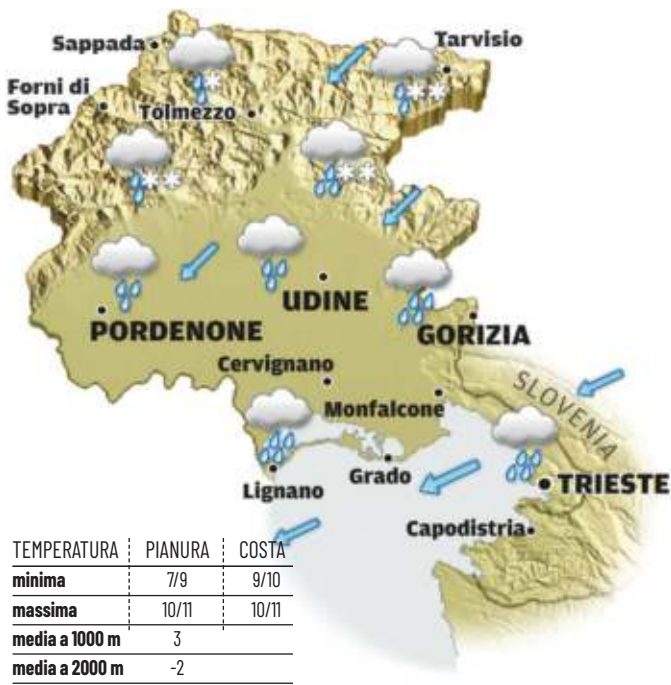 Sappada
Tarvisio
Forni di
Sopra
Tolmezzo
UDINE
PORDENONE
GORIZIA
Cervignano
SLOVENIA
Monfalcone
Grado
Lignano
TRIESTE
Capodistria
TEMPERATURA PIANURA COSTA
minima 7/9 9/10
massima 10/11 10/11
media a 1000 m 3
media a 2000 m -2